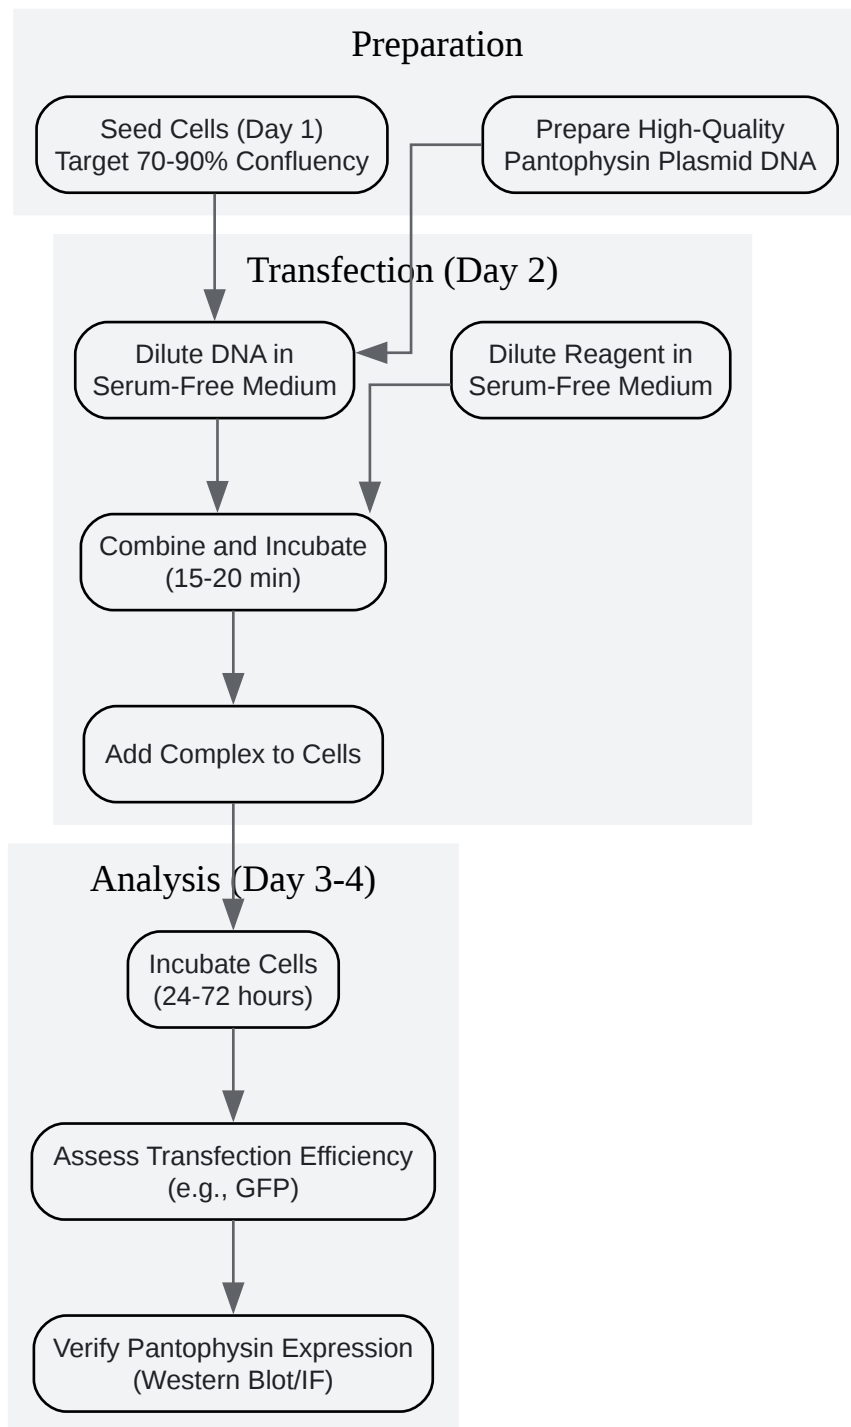 Preparation
Seed Cells (Day 1)
Target 70-90% Confluency
Prepare High-Quality
Pantophysin Plasmid DNA
Transfection (Day 2)
Dilute DNA in
Serum-Free Medium
Dilute Reagent in
Serum-Free Medium
Combine and Incubate
(15-20 min)
Add Complex to Cells
Analysis (Day 3-4)
Incubate Cells
(24-72 hours)
Assess Transfection Efficiency
(e.g., GFP)
Verify Pantophysin Expression
(Western Blot/IF)